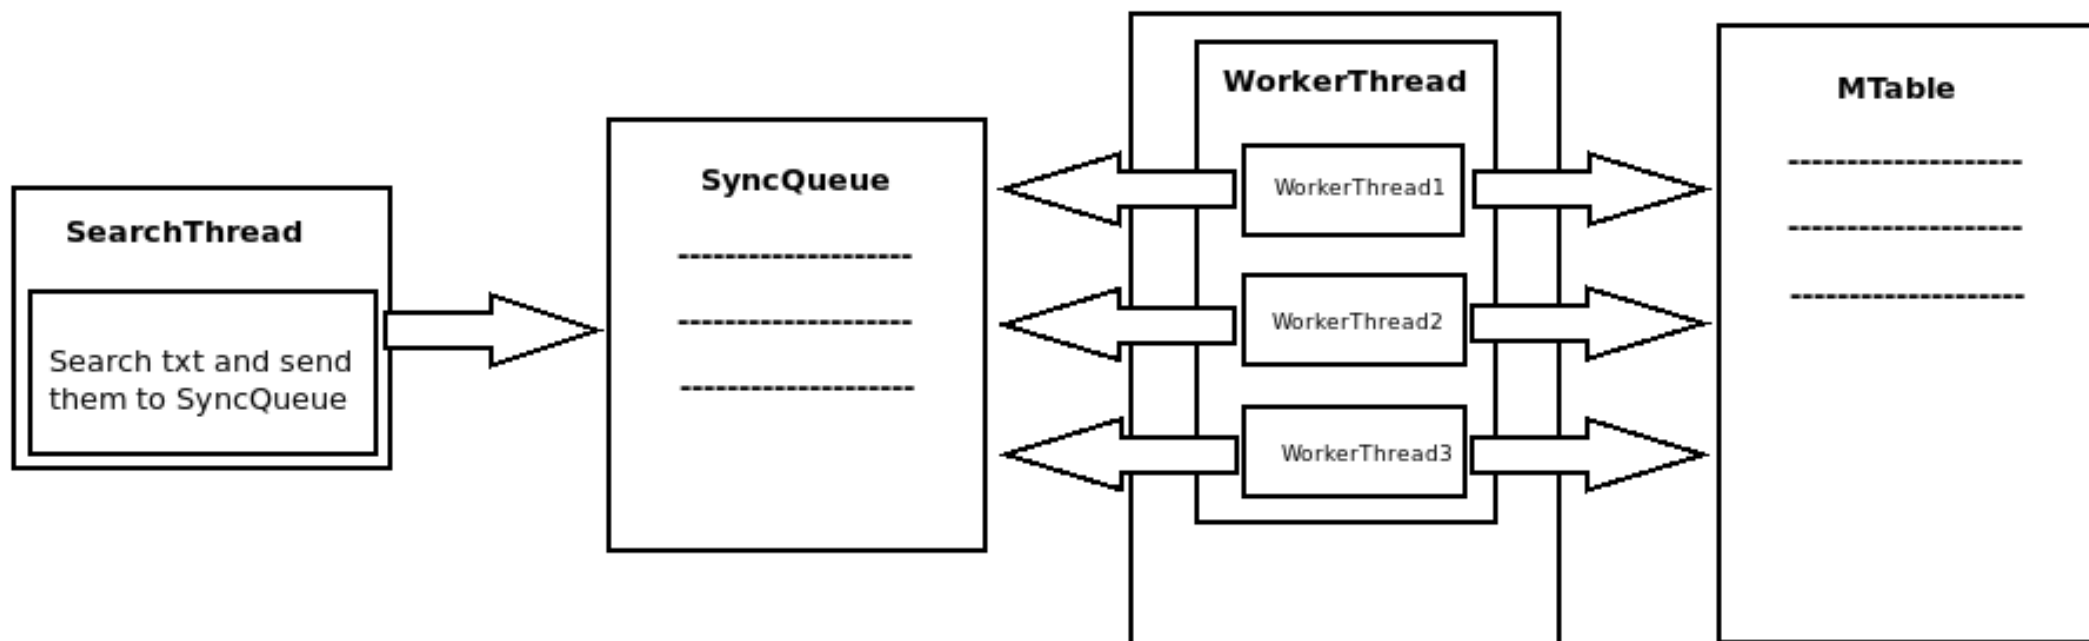 SearchThread
Search txt and send
them to SyncQueue
SyncQueue
--------------------
--------------------
--------------------
WorkerThread
WorkerThread1
WorkerThread2
WorkerThread3
MTable
--------------------
--------------------
--------------------